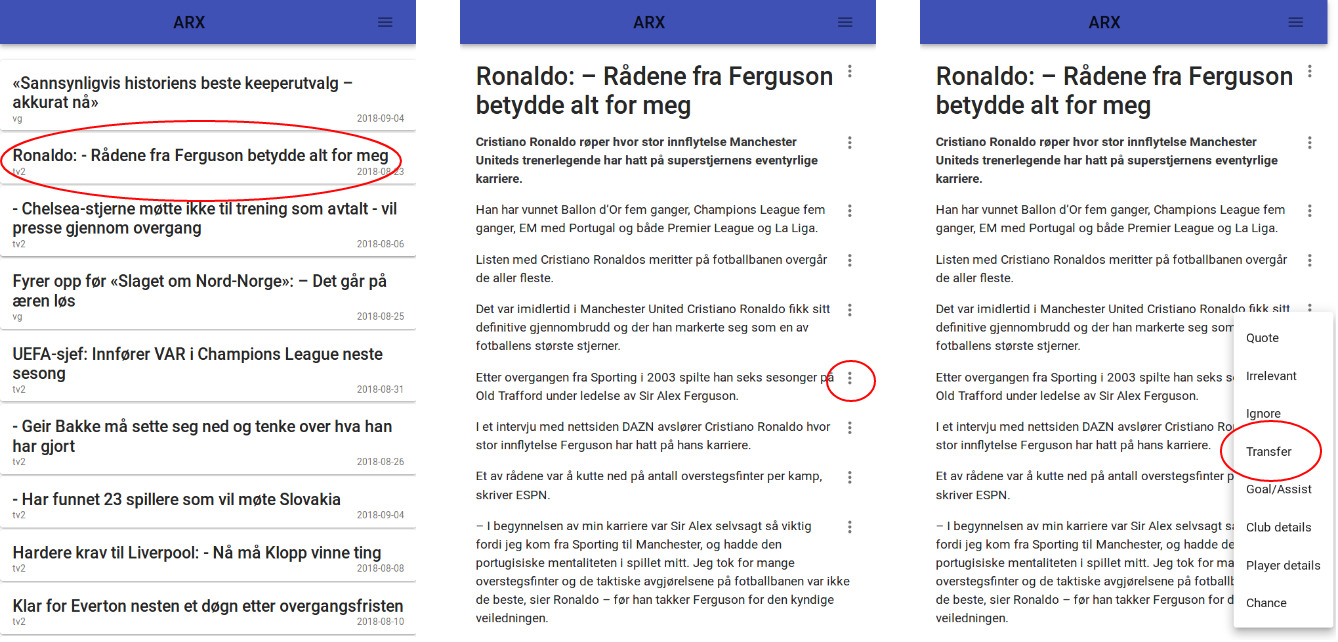 ARX
«Sannsynligvis historiens beste keeperutvalg –
akkurat nå»
vg 2018-09-04
Ronaldo: - Rådene fra Ferguson betydde alt for meg
tv2 2018-08-23
- Chelsea-stjerne møtte ikke til trening som avtalt - vil
presse gjennom overgang
tv2 2018-08-06
Fyrer opp før «Slaget om Nord-Norge»: – Det går på
æren løs
vg 2018-08-25
UEFA-sjef: Innfører VAR i Champions League neste
sesong
tv2 2018-08-31
- Geir Bakke må sette seg ned og tenke over hva han
har gjort
tv2 2018-08-26
- Har funnet 23 spillere som vil møte Slovakia
tv2 2018-09-04
Hardere krav til Liverpool: - Nå må Klopp vinne ting
tv2 2018-08-08
Klar for Everton nesten et døgn etter overgangsfristen
tv2 2018-08-10
ARX
Ronaldo: – Rådene fra Ferguson
betydde alt for meg
Cristiano Ronaldo røper hvor stor innflytelse Manchester
Uniteds trenerlegende har hatt på superstjernens eventyrlige
karriere.
Han har vunnet Ballon d'Or fem ganger, Champions League fem
ganger, EM med Portugal og både Premier League og La Liga.
Listen med Cristiano Ronaldos meritter på fotballbanen overgår
de aller fleste.
Det var imidlertid i Manchester United Cristiano Ronaldo fikk sitt
definitive gjennombrudd og der han markerte seg som en av
fotballens største stjerner.
Etter overgangen fra Sporting i 2003 spilte han seks sesonger på
Old Trafford under ledelse av Sir Alex Ferguson.
I et intervju med nettsiden DAZN avslører Cristiano Ronaldo hvor
stor innflytelse Ferguson har hatt på hans karriere.
Et av rådene var å kutte ned på antall overstegsfinter per kamp,
skriver ESPN.
– I begynnelsen av min karriere var Sir Alex selvsagt så viktig
fordi jeg kom fra Sporting til Manchester, og hadde den
portugisiske mentaliteten i spillet mitt. Jeg tok for mange
overstegsfinter og de taktiske avgjørelsene på fotballbanen var ikke
de beste, sier Ronaldo – før han takker Ferguson for den kyndige
veiledningen.
ARX
Ronaldo: – Rådene fra Ferguson
betydde alt for meg
Cristiano Ronaldo røper hvor stor innflytelse Manchester
Uniteds trenerlegende har hatt på superstjernens eventyrlige
karriere.
Han har vunnet Ballon d'Or fem ganger, Champions League fem
ganger, EM med Portugal og både Premier League og La Liga.
Listen med Cristiano Ronaldos meritter på fotballbanen overgår
de aller fleste.
Det var imidlertid i Manchester United Cristiano Ronaldo fikk sitt
definitive gjennombrudd og der han markerte seg som
fotballens største stjerner.
Etter overgangen fra Sporting i 2003 spilte han seks s
Old Trafford under ledelse av Sir Alex Ferguson.
I et intervju med nettsiden DAZN avslører Cristiano Ro
stor innflytelse Ferguson har hatt på hans karriere.
Et av rådene var å kutte ned på antall overstegsfinter p
skriver ESPN.
– I begynnelsen av min karriere var Sir Alex selvsagt så
fordi jeg kom fra Sporting til Manchester, og hadde de
portugisiske mentaliteten i spillet mitt. Jeg tok for man
overstegsfinter og de taktiske avgjørelsene på fotballb
de beste, sier Ronaldo – før han takker Ferguson for d
veiledningen.
Quote
Irrelevant
Ignore
Transfer
Goal/Assist
Club details
Player details
Chance